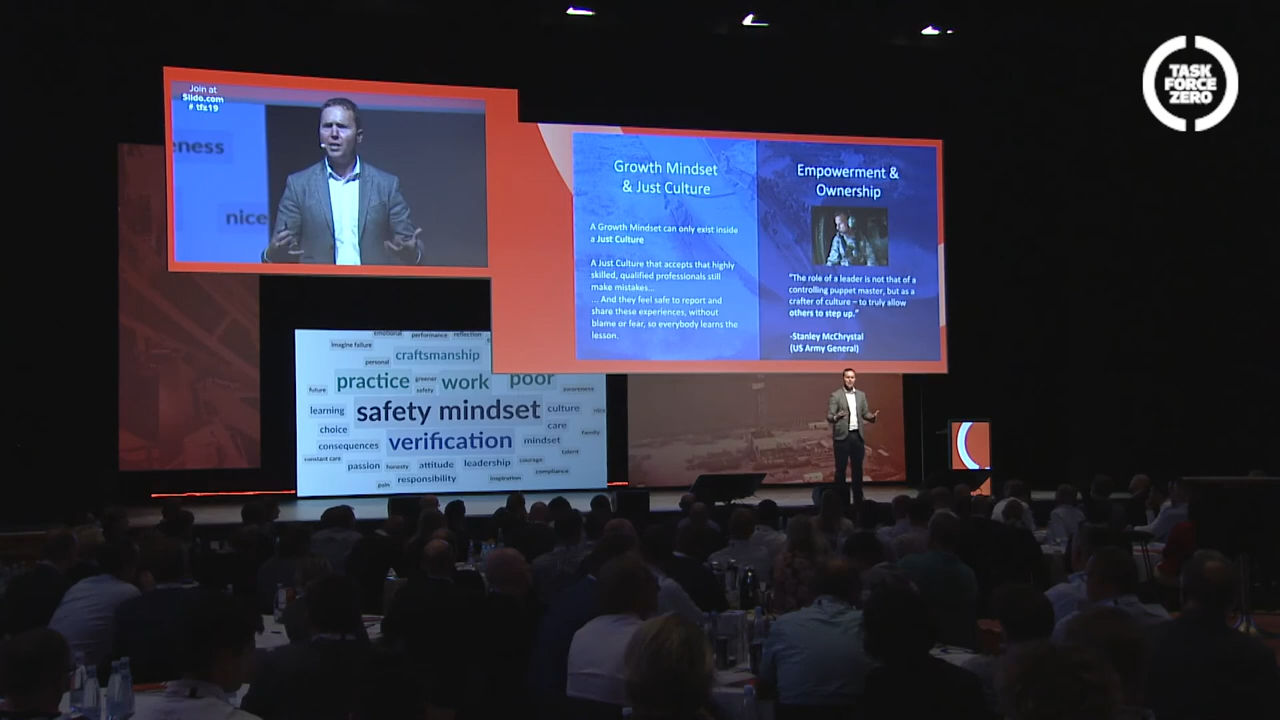 TASK
FORCE
ZERO
Join at
Slido.com
# tfz19
eness
nice
Growth Mindset
& Just Culture
A Growth Mindset can only exist inside
a Just Culture
A Just Culture that accepts that highly
skilled, qualified professionals still
make mistakes...
... And they feel safe to report and
share these experiences, without
blame or fear, so everybody learns the
lesson.
Empowerment &
Ownership
"The role of a leader is not that of a
controlling puppet master, but as a
crafter of culture – to truly allow
others to step up."
-Stanley McChrystal
(US Army General)
emotional performance reflection
imagine failure
personal craftsmanship
future practice greener safety work poor awareness
learning safety mindset culture nice
choice care family
consequences verification mindset
constant care talent
passion honesty attitude leadership courage
compliance
pain responsibility inspiration